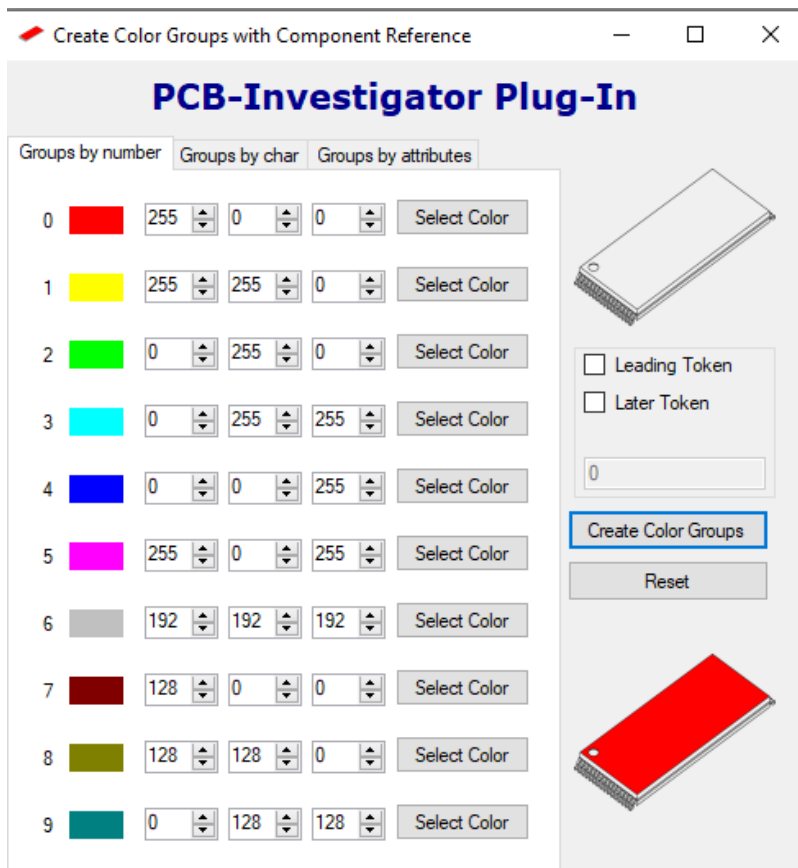 Create Color Groups with Component Reference
PCB-Investigator Plug-In
Groups by number Groups by char Groups by attributes
0 255 0 0 Select Color
1 255 255 0 Select Color
2 0 255 0 Select Color
3 0 255 255 Select Color
4 0 0 255 Select Color
5 255 0 255 Select Color
6 192 192 192 Select Color
7 128 0 0 Select Color
8 128 128 0 Select Color
9 0 128 128 Select Color
Leading Token
Later Token
0
Create Color Groups
Reset